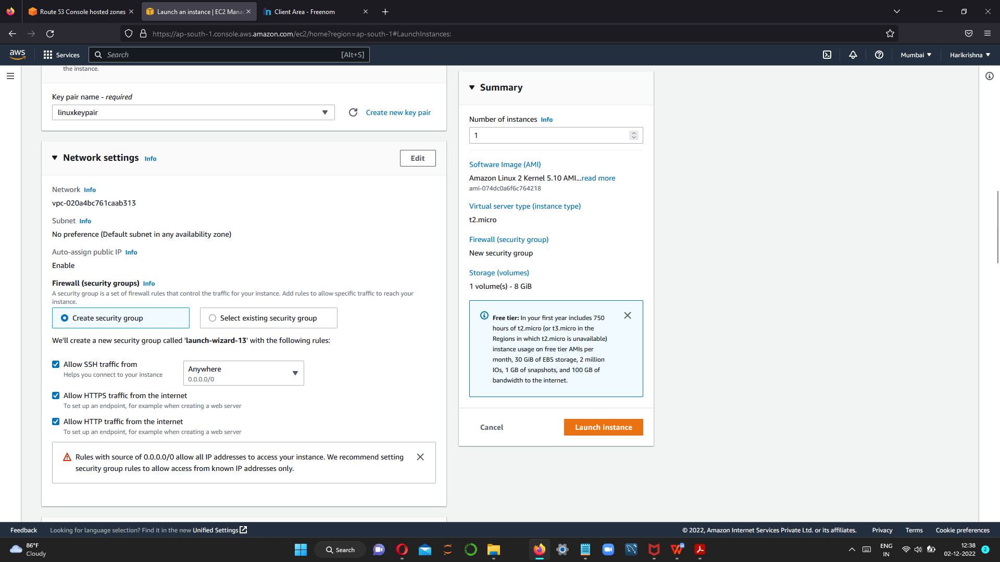 Route 53 Console hosted zones
Launch an instance | EC2 Mana
Client Area - Freenom
https://ap-south-1.console.aws.amazon.com/ec2/home?region=ap-south-1#LaunchInstances:
aws
Services
Search
[Alt+S]
Mumbai
Harikrishna
the instance.
Key pair name - required
linuxkeypair
Create new key pair
Network settings Info
Edit
Network Info
vpc-020a4bc761caab313
Subnet Info
No preference (Default subnet in any availability zone)
Auto-assign public IP Info
Enable
Firewall (security groups) Info
A security group is a set of firewall rules that control the traffic for your instance. Add rules to allow specific traffic to reach your
instance.
Create security group
Select existing security group
We'll create a new security group called 'launch-wizard-13' with the following rules:
Allow SSH traffic from
Helps you connect to your instance
Anywhere
0.0.0.0/0
Allow HTTPS traffic from the internet
To set up an endpoint, for example when creating a web server
Allow HTTP traffic from the internet
To set up an endpoint, for example when creating a web server
Rules with source of 0.0.0.0/0 allow all IP addresses to access your instance. We recommend setting
security group rules to allow access from known IP addresses only.
Summary
Number of instances Info
1
Software Image (AMI)
Amazon Linux 2 Kernel 5.10 AMI...read more
ami-074dc0a6f6c764218
Virtual server type (instance type)
t2.micro
Firewall (security group)
New security group
Storage (volumes)
1 volume(s) - 8 GiB
Free tier: In your first year includes 750
hours of t2.micro (or t3.micro in the
Regions in which t2.micro is unavailable)
instance usage on free tier AMIs per
month, 30 GiB of EBS storage, 2 million
IOs, 1 GB of snapshots, and 100 GB of
bandwidth to the internet.
Cancel
Launch instance
Feedback
Looking for language selection? Find it in the new Unified Settings
© 2022, Amazon Internet Services Private Ltd. or its affiliates.
Privacy
Terms
Cookie preferences
86°F
Cloudy
Search
ENG
IN
12:38
02-12-2022
2